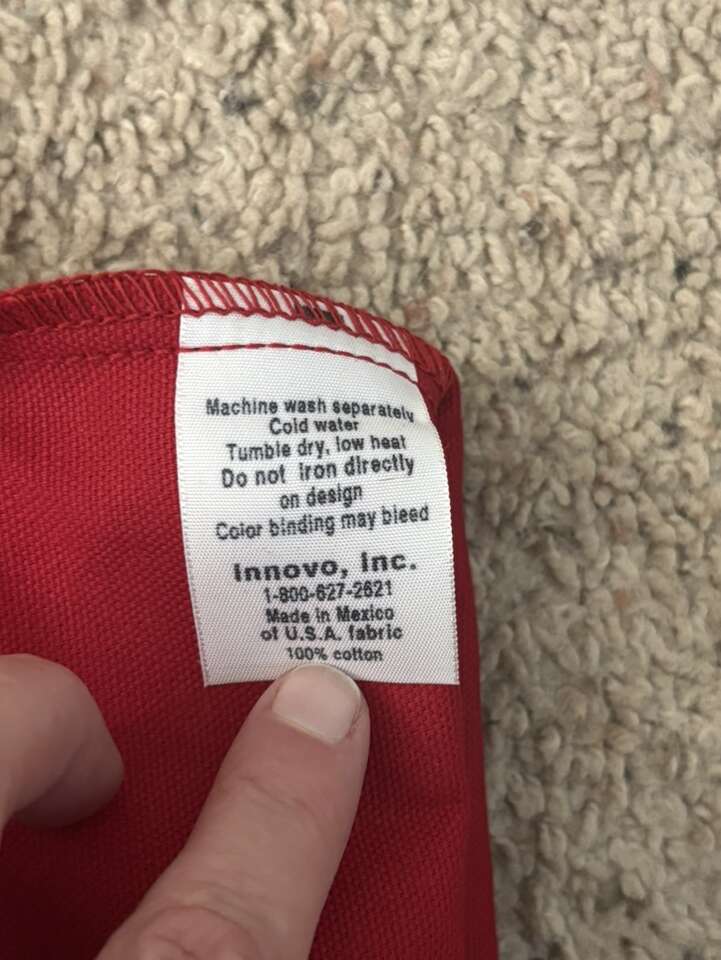 Machine wash separately
Cold water
Tumble dry, low heat
Do not iron directly
on design
Color binding may bleed
Innovo, Inc.
1-800-627-2621
Made in Mexico
of U.S.A. fabric
100% cotton